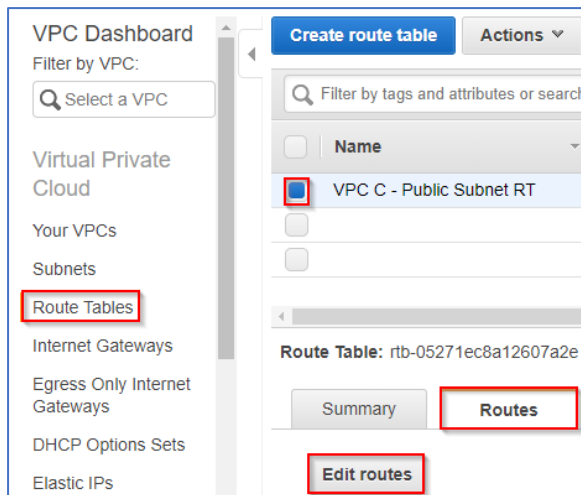 VPC Dashboard
Filter by VPC:
Select a VPC
Virtual Private
Cloud
Your VPCs
Subnets
Route Tables
Internet Gateways
Egress Only Internet
Gateways
DHCP Options Sets
Elastic IPs
Create route table
Actions
Filter by tags and attributes or search
Name
VPC C - Public Subnet RT
Route Table: rtb-05271ec8a12607a2e
Summary
Routes
Edit routes